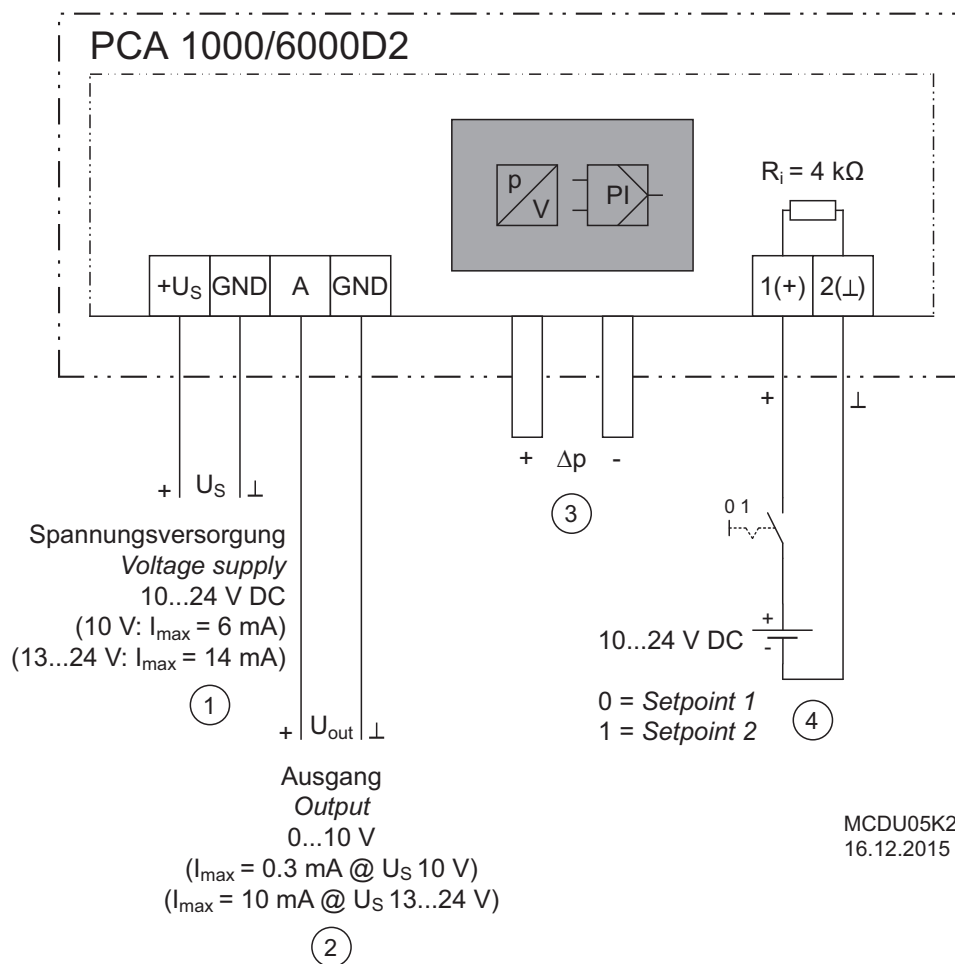 PCA 1000/6000D2
p
V
PI
Rᵢ = 4 kΩ
+U_S GND A GND
1(+) 2(⊥)
+ ⊥
+ Δp -
3
+ U_S ⊥
0 1
Spannungsversorgung
Voltage supply
10...24 V DC
(10 V: I_max = 6 mA)
(13...24 V: I_max = 14 mA)
1
+
10...24 V DC
-
0 = Setpoint 1
1 = Setpoint 2
4
+ U_out ⊥
Ausgang
Output
0...10 V
(I_max = 0.3 mA @ U_S 10 V)
(I_max = 10 mA @ U_S 13...24 V)
2
MCDU05K2
16.12.2015